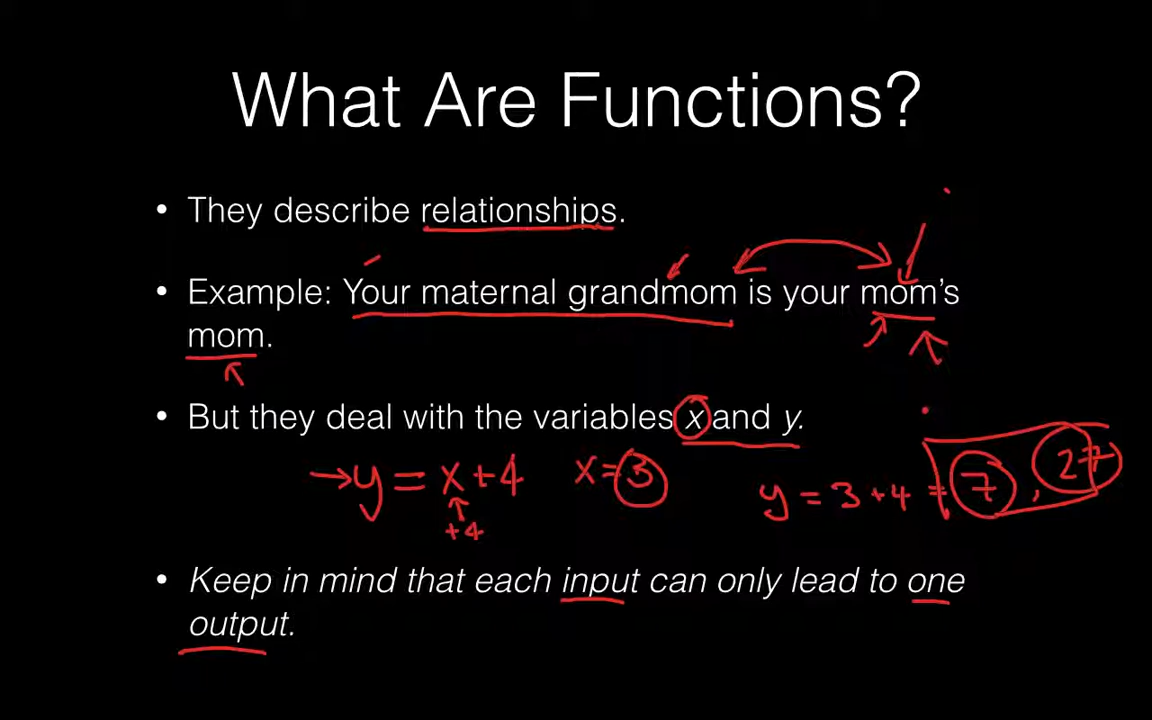 What Are Functions?
• They describe relationships.
• Example: Your maternal grandmom is your mom's
mom.
• But they deal with the variables x and y.
→y = x+4 x=3 y = 3+4 = 7, 27
+4
• Keep in mind that each input can only lead to one
output.